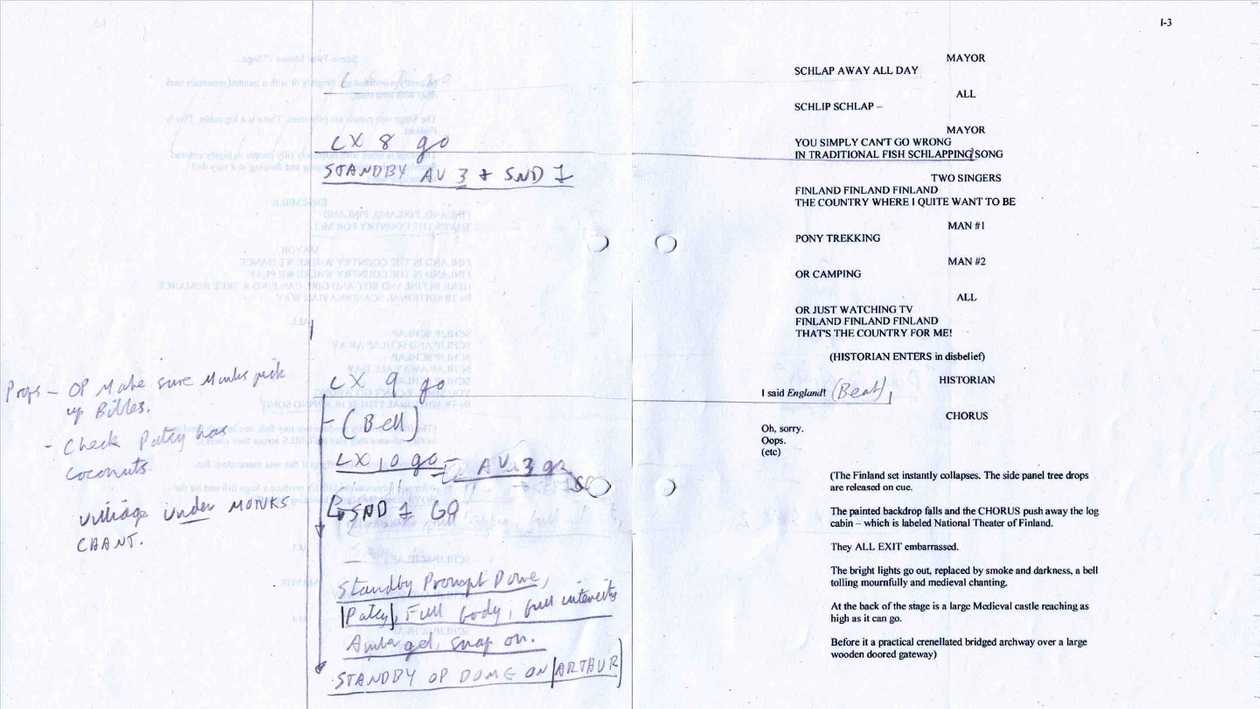 LX 8 go
STANDBY AV 3 + SND 1
Props – OP Make sure Monks pick
up Bibles.
- Check Patsy has
coconuts.
village under MONKS
CHANT.
LX 9 go
- (Bell)
LX 10 go - AV 3 go
SND 1 GO
Standby Prompt Dome,
Patsy, Full body, full intensity
Amber gel, snap on.
STANDBY OP DOME ON ARTHUR
I-3
MAYOR
SCHLAP AWAY ALL DAY
ALL
SCHLIP SCHLAP –
MAYOR
YOU SIMPLY CAN'T GO WRONG
IN TRADITIONAL FISH SCHLAPPING SONG
TWO SINGERS
FINLAND FINLAND FINLAND
THE COUNTRY WHERE I QUITE WANT TO BE
MAN #1
PONY TREKKING
MAN #2
OR CAMPING
ALL
OR JUST WATCHING TV
FINLAND FINLAND FINLAND
THAT'S THE COUNTRY FOR ME!
(HISTORIAN ENTERS in disbelief)
HISTORIAN
I said England! (Beat)
CHORUS
Oh, sorry.
Oops.
(etc)
(The Finland set instantly collapses. The side panel tree drops
are released on cue.
The painted backdrop falls and the CHORUS push away the log
cabin – which is labeled National Theater of Finland.
They ALL EXIT embarrassed.
The bright lights go out, replaced by smoke and darkness, a bell
tolling mournfully and medieval chanting.
At the back of the stage is a large Medieval castle reaching as
high as it can go.
Before it a practical crenellated bridged archway over a large
wooden doored gateway)